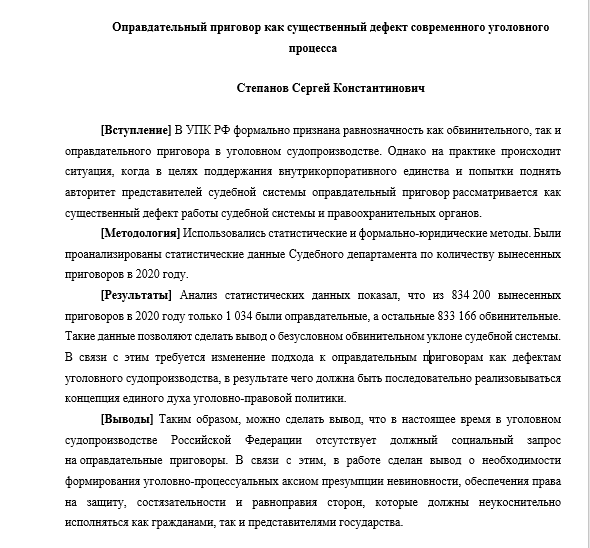 Оправдательный приговор как существенный дефект современного уголовного
процесса
Степанов Сергей Константинович
[Вступление] В УПК РФ формально признана равнозначность как обвинительного, так и
оправдательного приговора в уголовном судопроизводстве. Однако на практике происходит
ситуация, когда в целях поддержания внутрикорпоративного единства и попытки поднять
авторитет представителей судебной системы оправдательный приговор рассматривается как
существенный дефект работы судебной системы и правоохранительных органов.
[Методология] Использовались статистические и формально-юридические методы. Были
проанализированы статистические данные Судебного департамента по количеству вынесенных
приговоров в 2020 году.
[Результаты] Анализ статистических данных показал, что из 834 200 вынесенных
приговоров в 2020 году только 1 034 были оправдательные, а остальные 833 166 обвинительные.
Такие данные позволяют сделать вывод о безусловном обвинительном уклоне судебной системы.
В связи с этим требуется изменение подхода к оправдательным приговорам как дефектам
уголовного судопроизводства, в результате чего должна быть последовательно реализовываться
концепция единого духа уголовно-правовой политики.
[Выводы] Таким образом, можно сделать вывод, что в настоящее время в уголовном
судопроизводстве Российской Федерации отсутствует должный социальный запрос
на оправдательные приговоры. В связи с этим, в работе сделан вывод о необходимости
формирования уголовно-процессуальных аксиом презумпции невиновности, обеспечения права
на защиту, состязательности и равноправия сторон, которые должны неукоснительно
исполняться как гражданами, так и представителями государства.